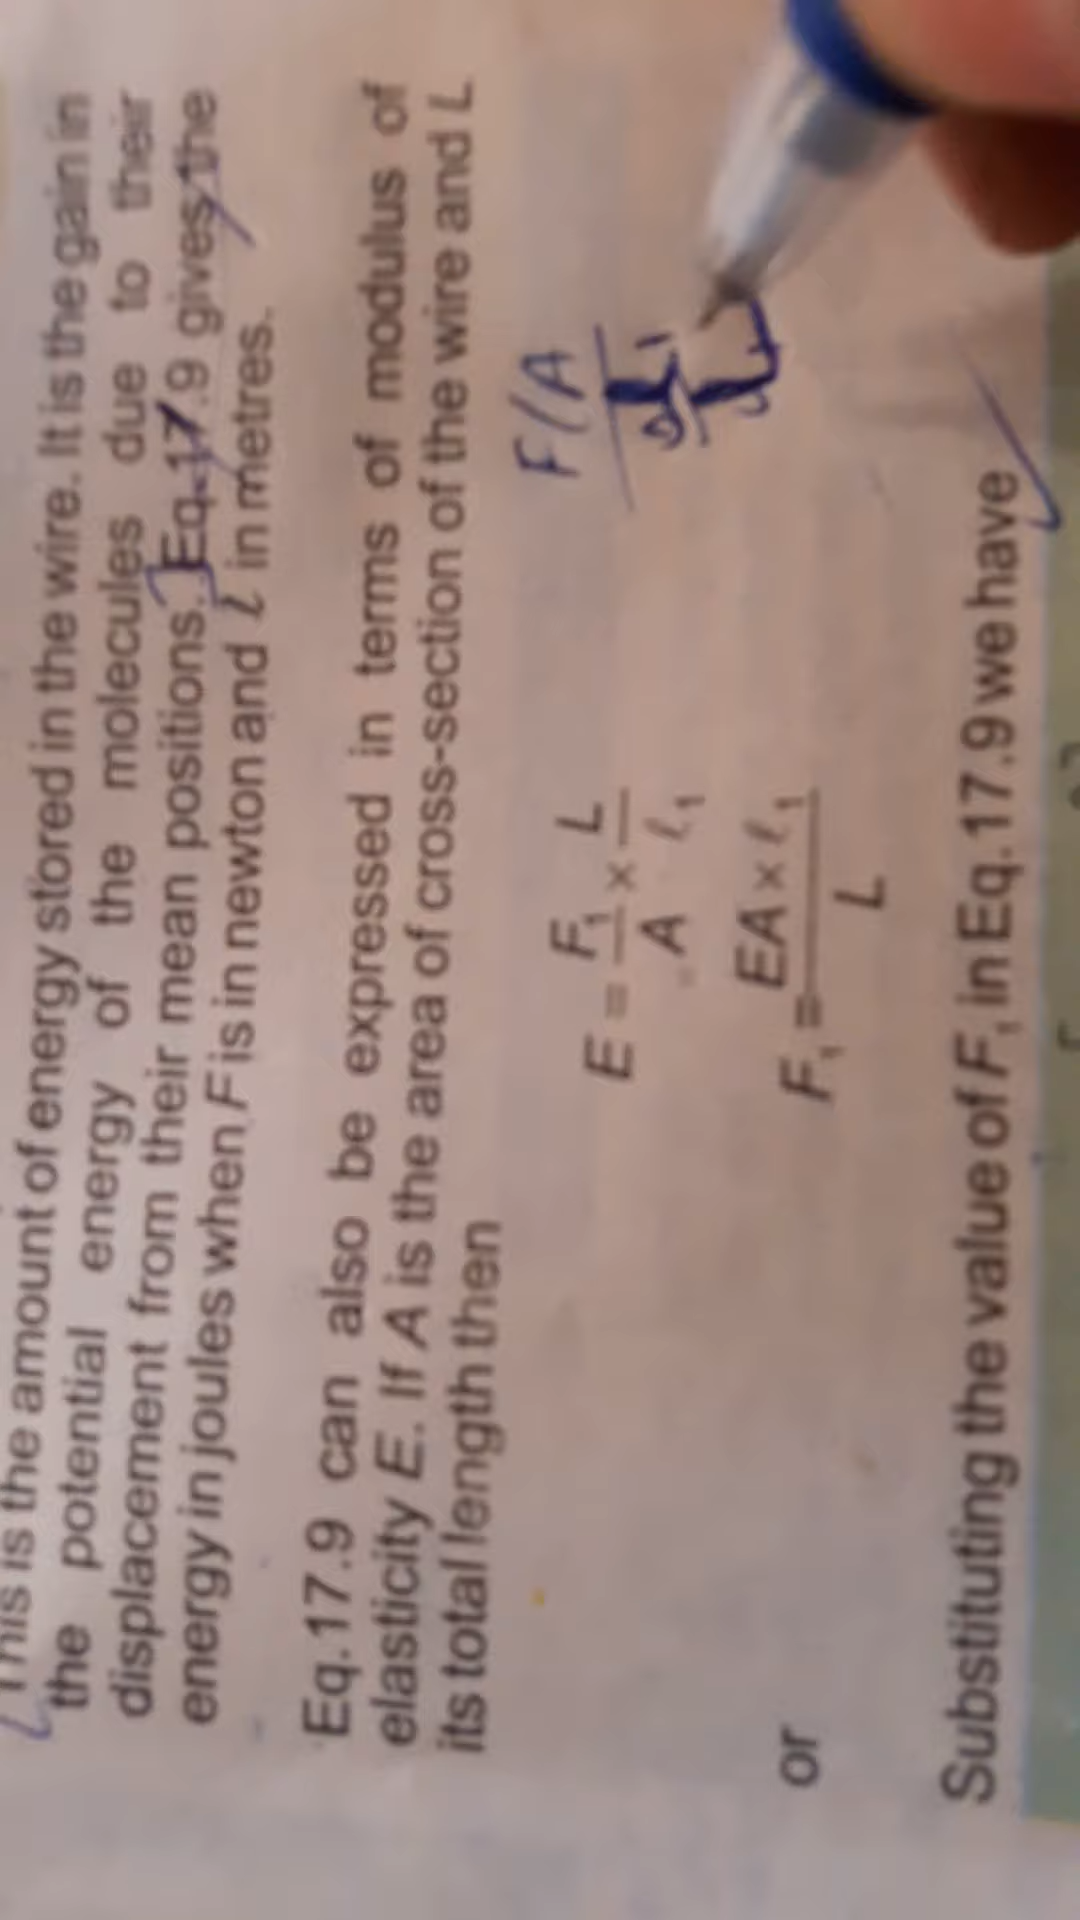 This is the amount of energy stored in the wire. It is the gain in
the potential energy of the molecules due to their
displacement from their mean positions. Eq.17.9 gives the
energy in joules when F is in newton and l in metres.
Eq.17.9 can also be expressed in terms of modulus of
elasticity E. If A is the area of cross-section of the wire and L
its total length then
E = F₁/A × L/ℓ₁
F/A
or F₁ = EA × ℓ₁ / L
Substituting the value of F₁ in Eq.17.9 we have